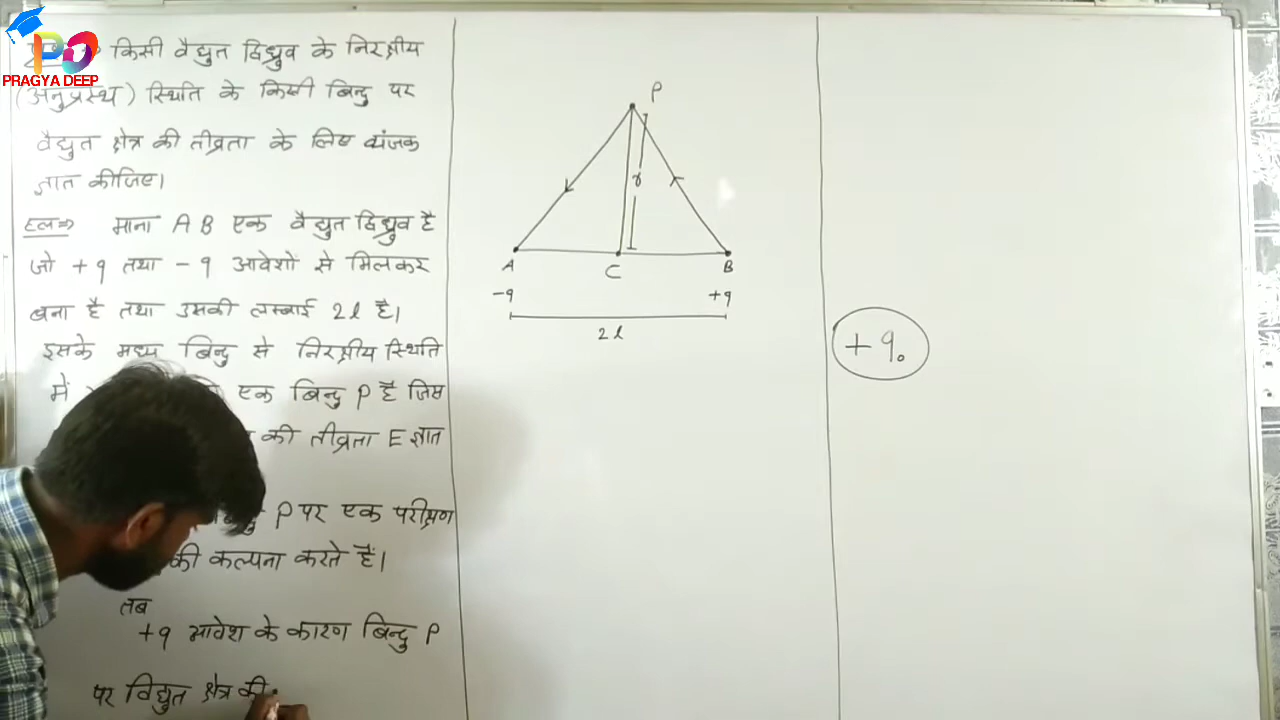 PRAGYA DEEP
किसी वैद्युत द्विध्रुव के निरक्षीय
(अनुप्रस्थ) स्थिति के किसी बिन्दु पर
वैद्युत क्षेत्र की तीव्रता के लिए व्यंजक
ज्ञात कीजिए।
हल⇒ माना A B एक वैद्युत द्विध्रुव है
जो +q तथा -q आवेशों से मिलकर
बना है तथा उसकी लम्बाई 2l है।
इसके मध्य बिन्दु से निरक्षीय स्थिति
में एक बिन्दु P है जिस
की तीव्रता E ज्ञात
P पर एक परीक्षण
की कल्पना करते हैं।
तब
+q आवेश के कारण बिन्दु P
पर विद्युत क्षेत्र की
P
r
A C B
-q +q
2l
+q₀